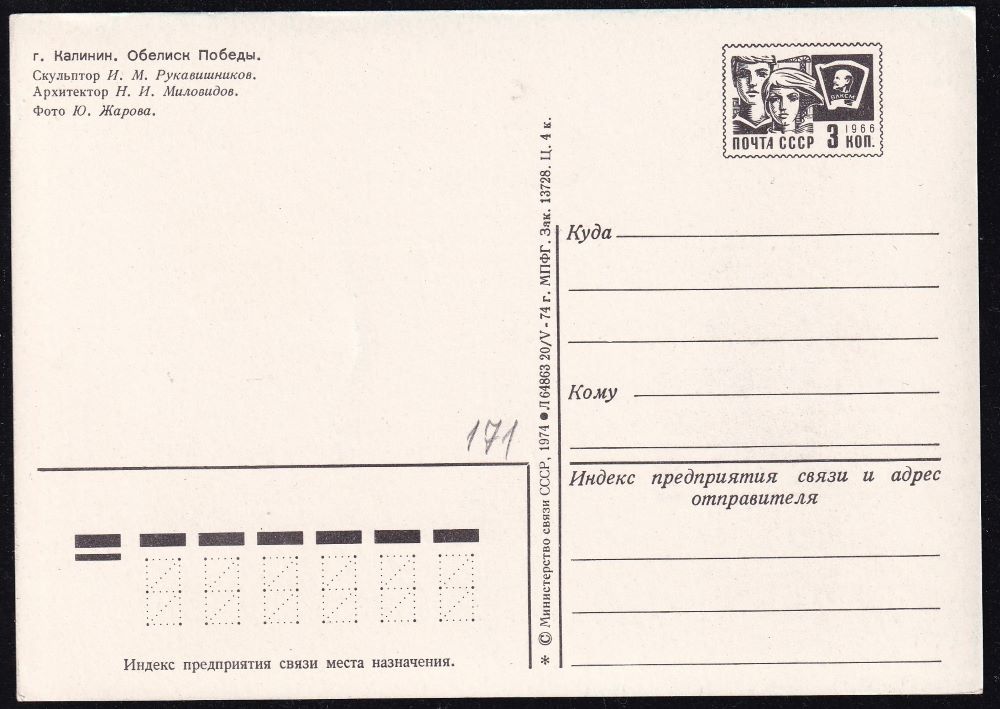 г. Калинин. Обелиск Победы.
Скульптор И. М. Рукавишников.
Архитектор Н. И. Миловидов.
Фото Ю. Жарова.
ВЛКСМ
1966
ПОЧТА СССР 3 КОП.
Куда
Кому
171
Индекс предприятия связи и адрес
отправителя
Индекс предприятия связи места назначения.
* © Министерство связи СССР, 1974 ● Л 64863 20/V - 74 г. МПФГ. Зак. 13728. Ц. 4 к.